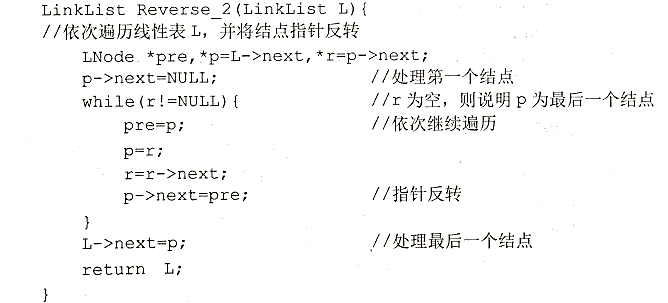 LinkList Reverse_2(LinkList L){
//依次遍历线性表L,并将结点指针反转
LNode *pre,*p=L->next,*r=p->next;
p->next=NULL; //处理第一个结点
while(r!=NULL){ //r为空,则说明p为最后一个结点
pre=p; //依次继续遍历
p=r;
r=r->next;
p->next=pre; //指针反转
}
L->next=p; //处理最后一个结点
return L;
}